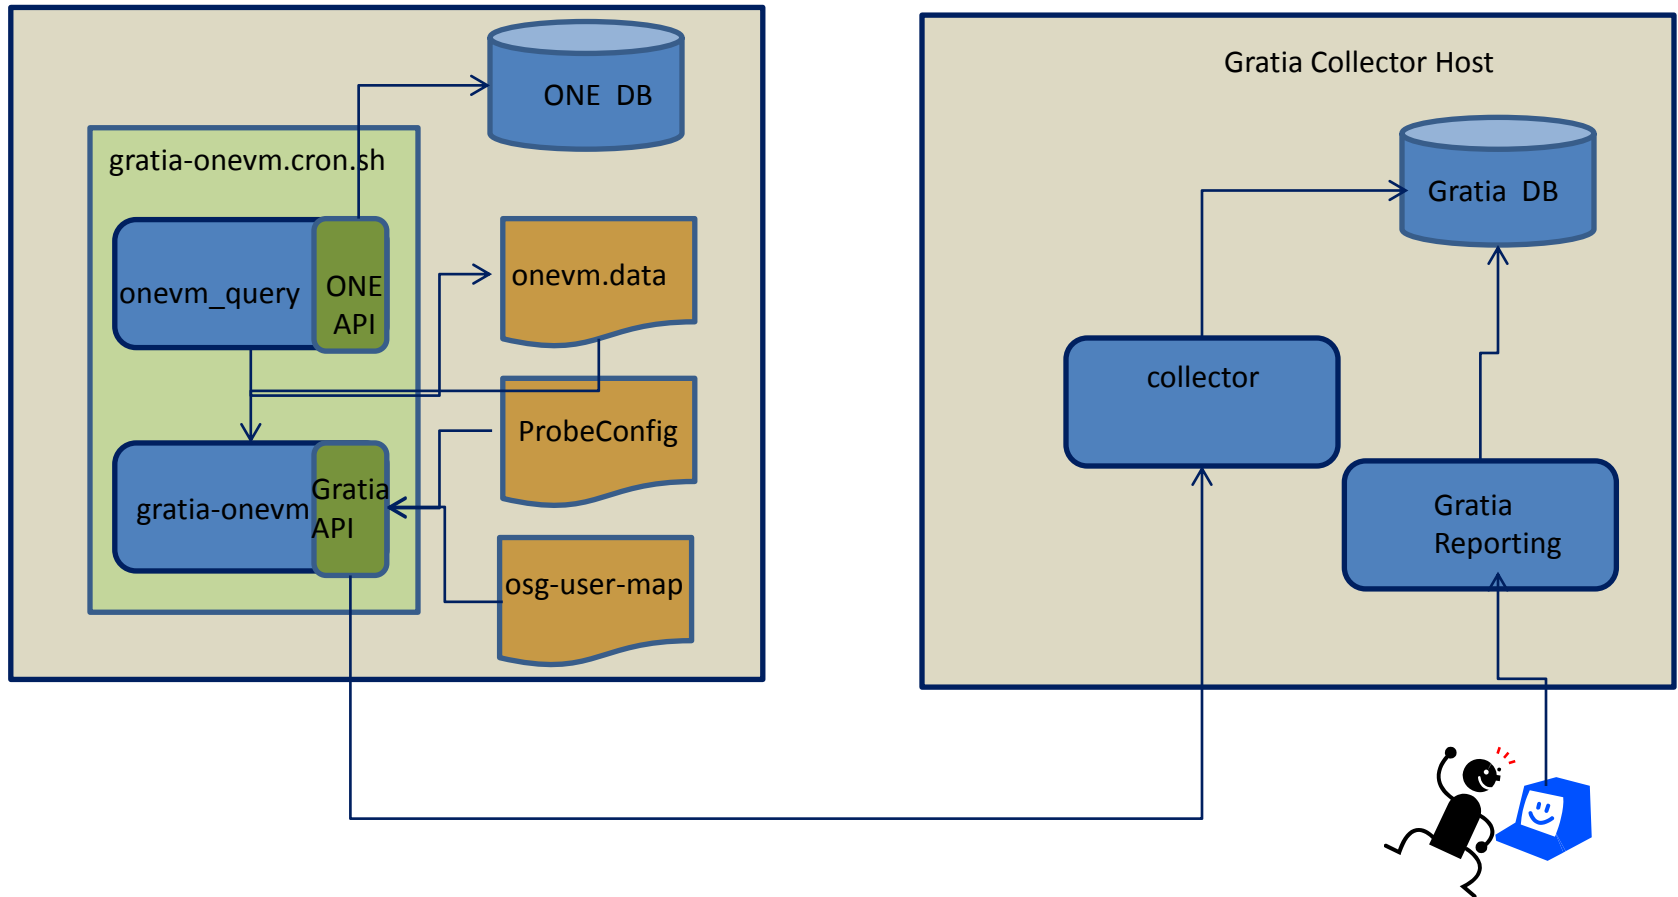 ONE DB
gratia-onevm.cron.sh
onevm_query
ONE
API
onevm.data
ProbeConfig
gratia-onevm
Gratia
API
osg-user-map
Gratia Collector Host
Gratia DB
collector
Gratia
Reporting